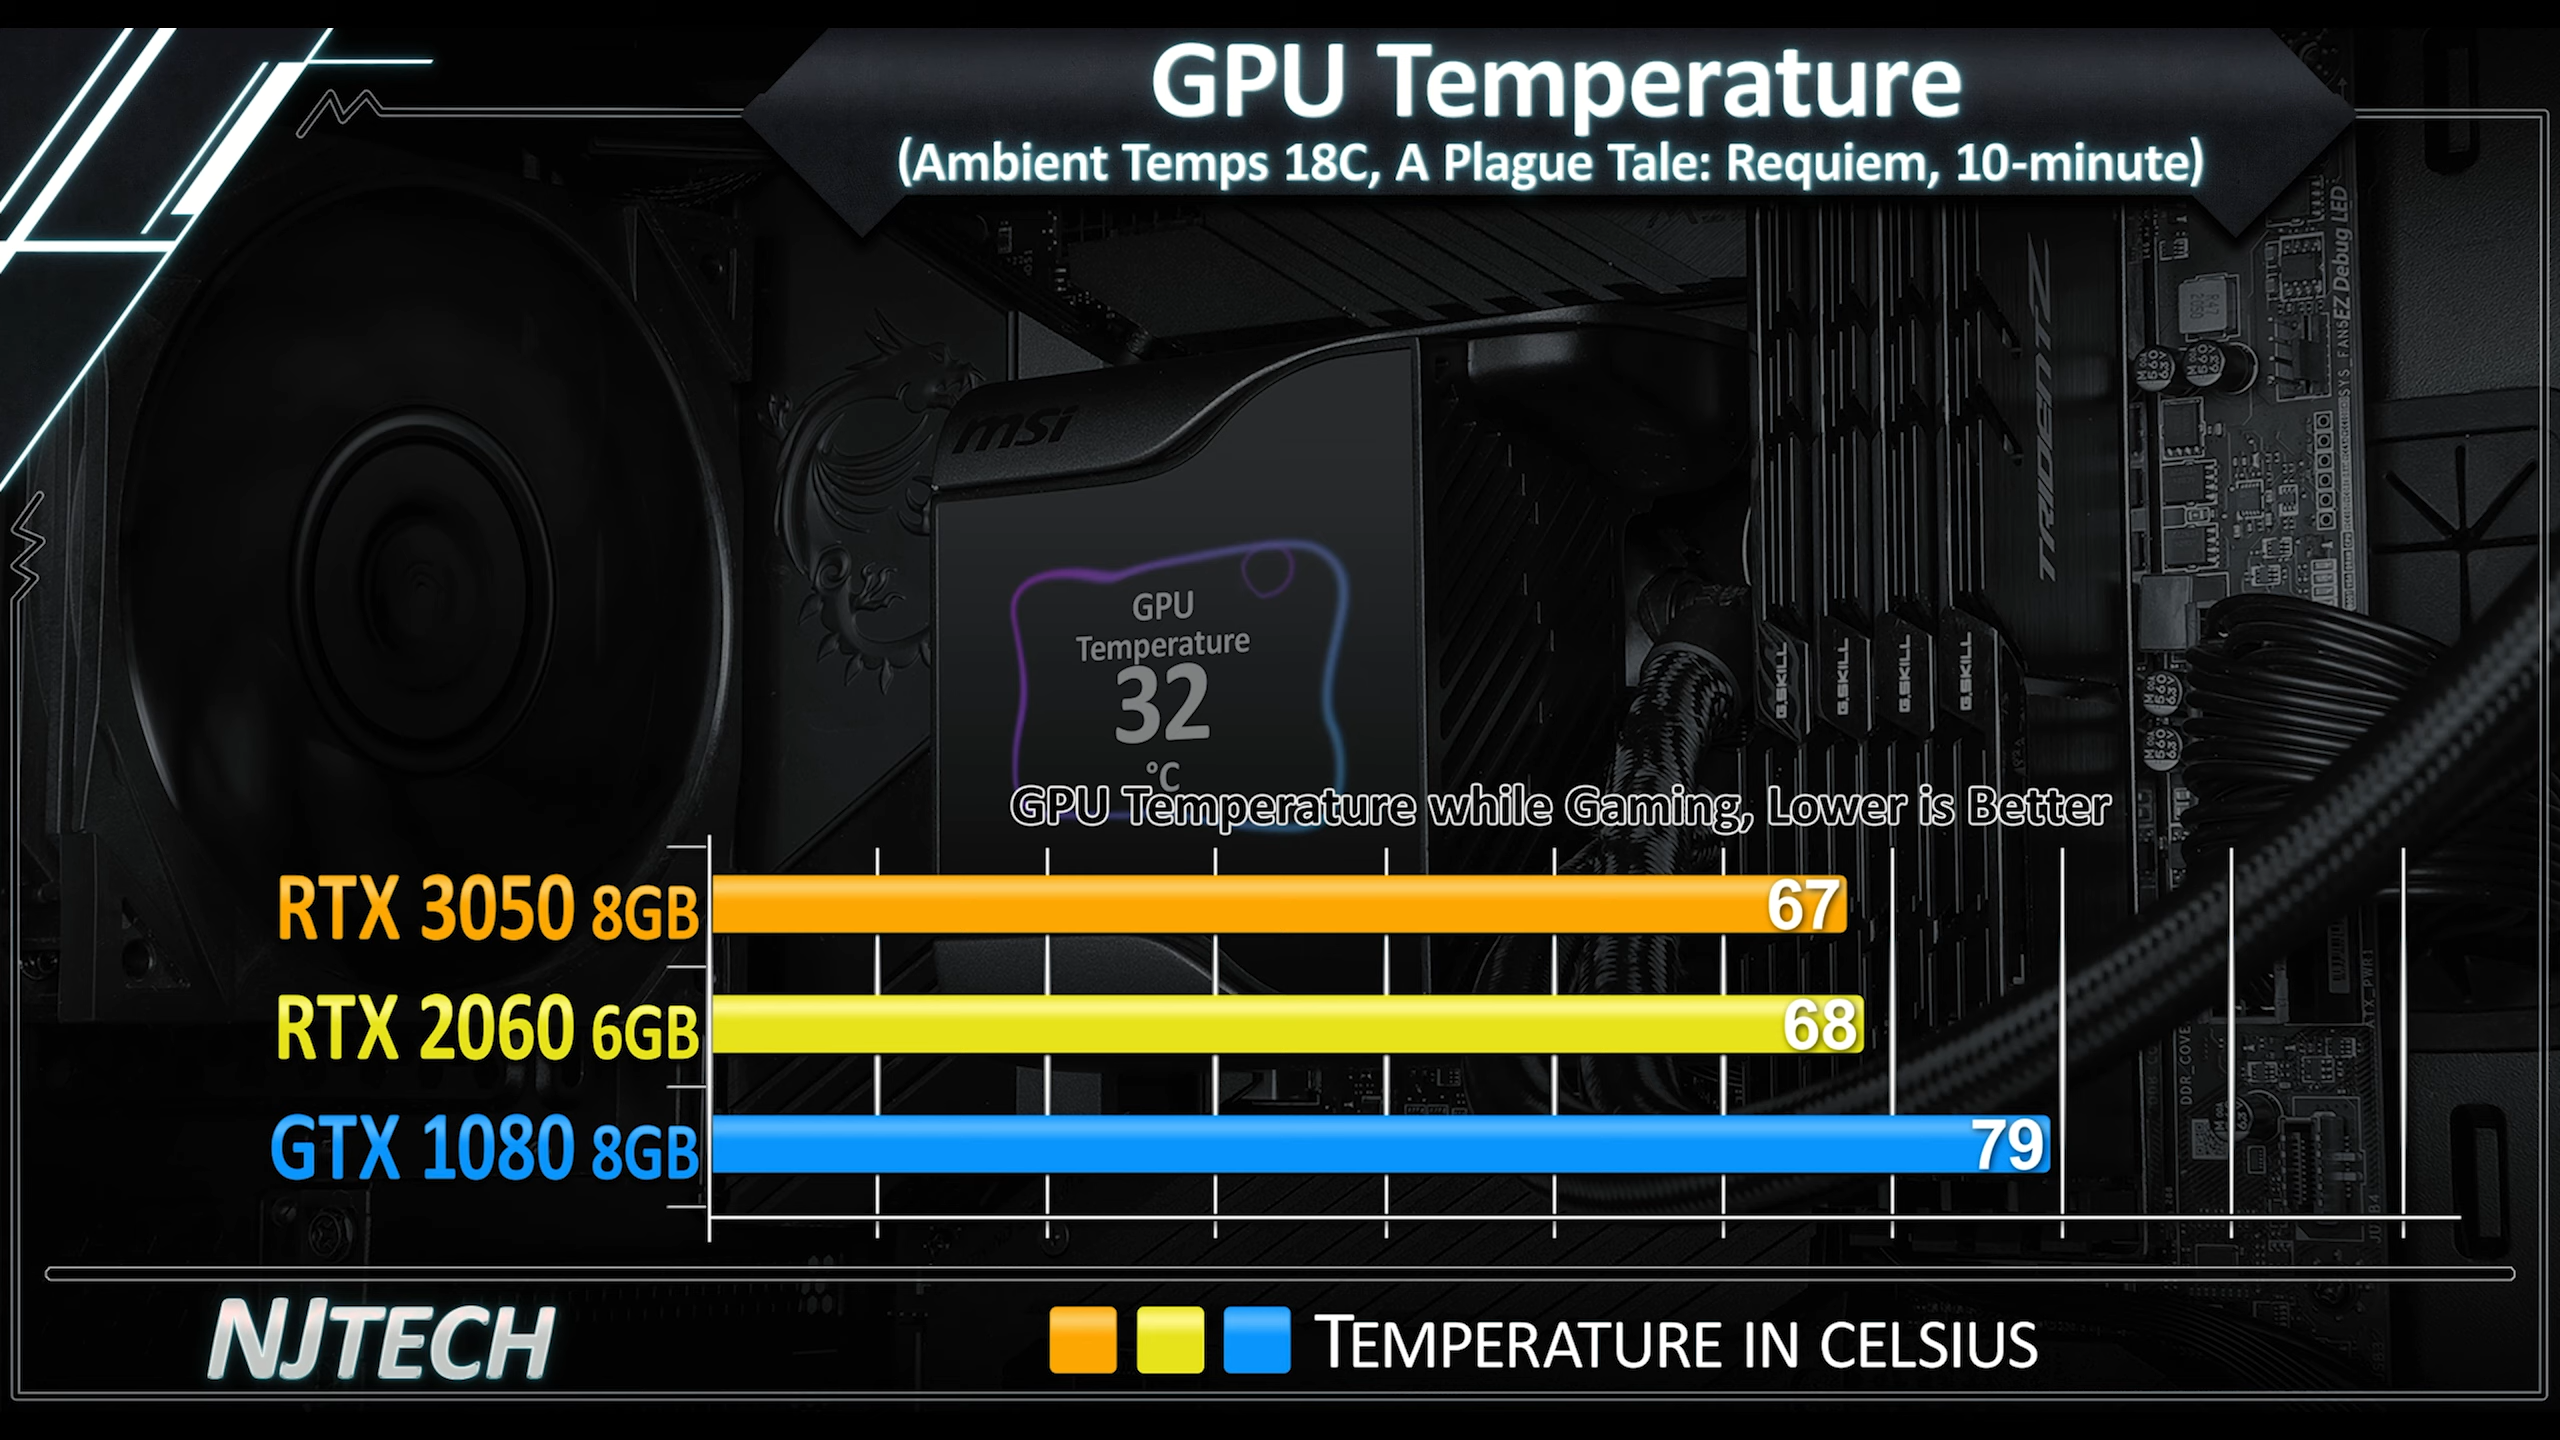 GPU Temperature
(Ambient Temps 18C, A Plague Tale: Requiem, 10-minute)
EZ Debug LED
SYS_FAN5
TRIDENT Z
msi
GPU
Temperature
32
°C
G.SKILL
G.SKILL
G.SKILL
G.SKILL
GPU Temperature while Gaming, Lower is Better
RTX 3050 8GB
67
RTX 2060 6GB
68
GTX 1080 8GB
79
ATX_PWR1
NJTECH
TEMPERATURE IN CELSIUS